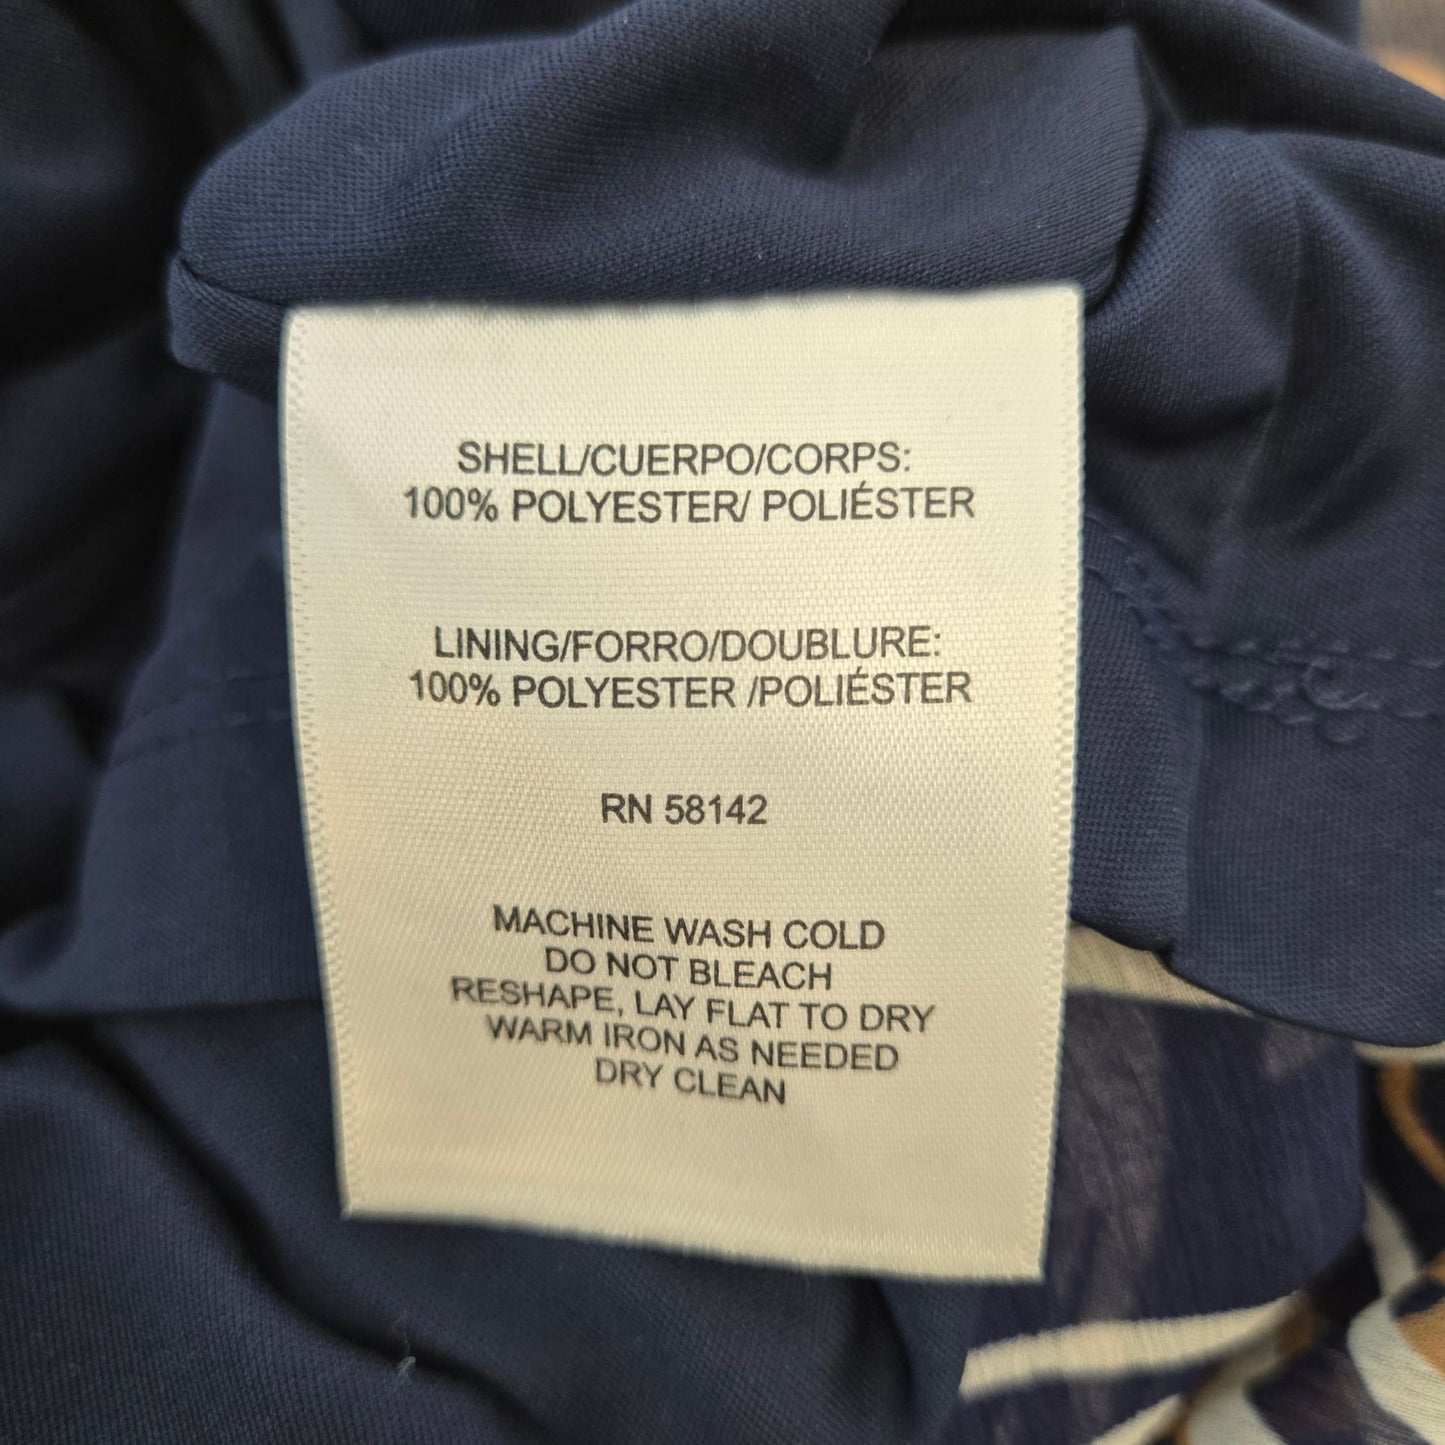 SHELL/CUERPO/CORPS:
100% POLYESTER/ POLIÉSTER
LINING/FORRO/DOUBLURE:
100% POLYESTER /POLIÉSTER
RN 58142
MACHINE WASH COLD
DO NOT BLEACH
RESHAPE, LAY FLAT TO DRY
WARM IRON AS NEEDED
DRY CLEAN